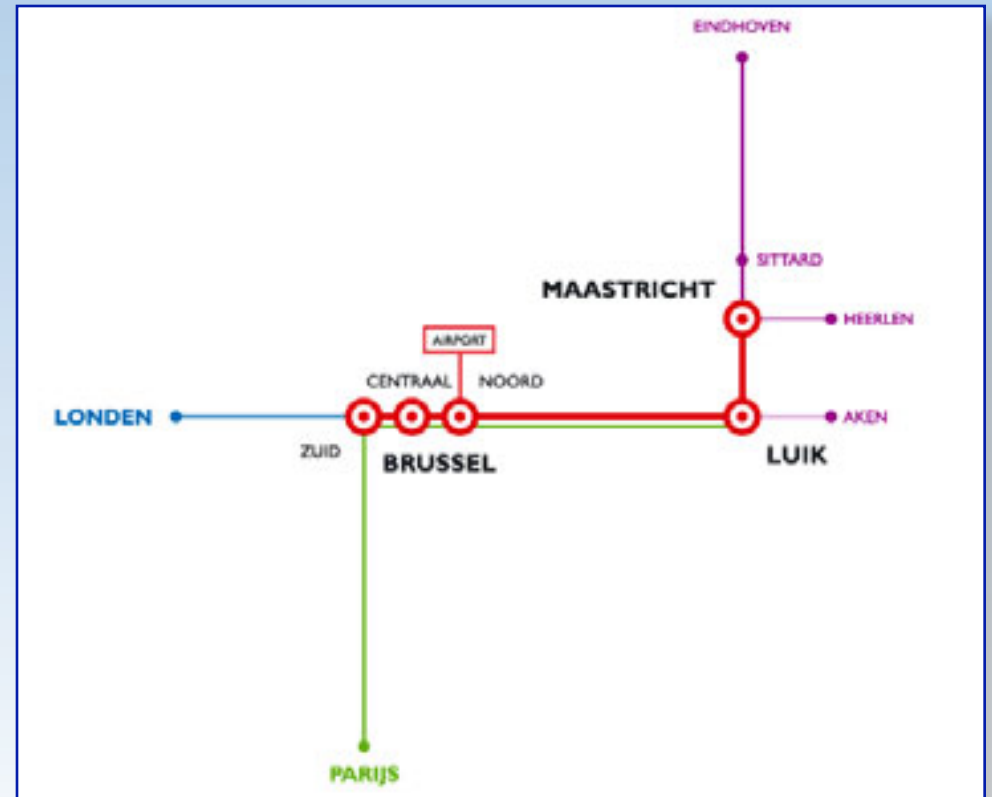 EINDHOVEN
SITTARD
MAASTRICHT
HEERLEN
AIRPORT
CENTRAAL NOORD
LONDEN
AKEN
ZUID
BRUSSEL
LUIK
PARIJS